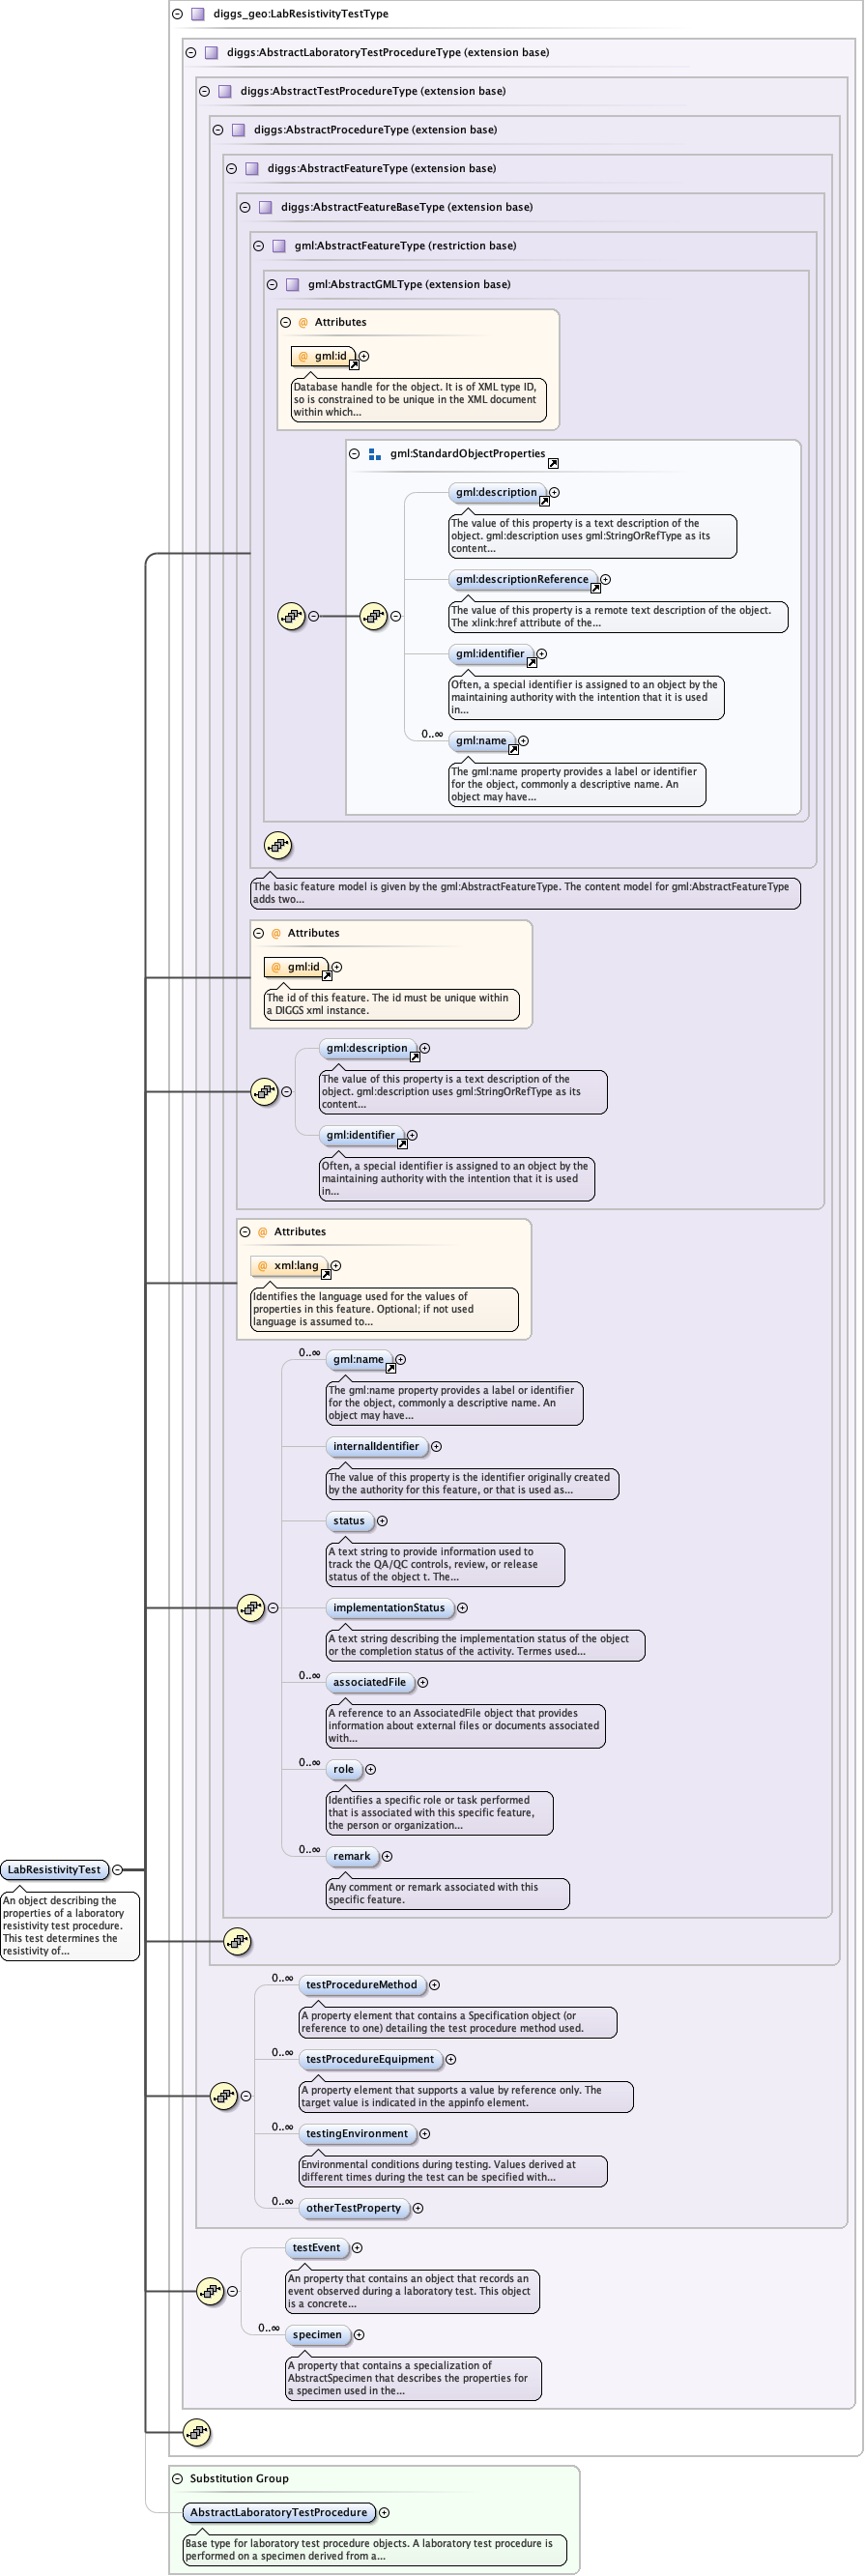 diggs_geo:LabResistivityTestType
diggs:AbstractLaboratoryTestProcedureType (extension base)
diggs:AbstractTestProcedureType (extension base)
diggs:AbstractProcedureType (extension base)
diggs:AbstractFeatureType (extension base)
diggs:AbstractFeatureBaseType (extension base)
gml:AbstractFeatureType (restriction base)
gml:AbstractGMLType (extension base)
@ Attributes
@ gml:id
Database handle for the object. It is of XML type ID,
so is constrained to be unique in the XML document
within which...
gml:StandardObjectProperties
gml:description
The value of this property is a text description of the
object. gml:description uses gml:StringOrRefType as its
content...
gml:descriptionReference
The value of this property is a remote text description of the object.
The xlink:href attribute of the...
gml:identifier
Often, a special identifier is assigned to an object by the
maintaining authority with the intention that it is used
in...
0..∞
gml:name
The gml:name property provides a label or identifier
for the object, commonly a descriptive name. An
object may have...
The basic feature model is given by the gml:AbstractFeatureType. The content model for gml:AbstractFeatureType
adds two...
@ Attributes
@ gml:id
The id of this feature. The id must be unique within
a DIGGS xml instance.
gml:description
The value of this property is a text description of the
object. gml:description uses gml:StringOrRefType as its
content...
gml:identifier
Often, a special identifier is assigned to an object by the
maintaining authority with the intention that it is used
in...
@ Attributes
@ xml:lang
Identifies the language used for the values of
properties in this feature. Optional; if not used
language is assumed to...
0..∞
gml:name
The gml:name property provides a label or identifier
for the object, commonly a descriptive name. An
object may have...
internalIdentifier
The value of this property is the identifier originally created
by the authority for this feature, or that is used as...
status
A text string to provide information used to
track the QA/QC controls, review, or release
status of the object t. The...
implementationStatus
A text string describing the implementation status of the object
or the completion status of the activity. Termes used...
0..∞
associatedFile
A reference to an AssociatedFile object that provides
information about external files or documents associated
with...
0..∞
role
Identifies a specific role or task performed
that is associated with this specific feature,
the person or organization...
0..∞
remark
Any comment or remark associated with this
specific feature.
LabResistivityTest
An object describing the
properties of a laboratory
resistivity test procedure.
This test determines the
resistivity of...
0..∞
testProcedureMethod
A property element that contains a Specification object (or
reference to one) detailing the test procedure method used.
0..∞
testProcedureEquipment
A property element that supports a value by reference only. The
target value is indicated in the appinfo element.
0..∞
testingEnvironment
Environmental conditions during testing. Values derived at
different times during the test can be specified with...
0..∞
otherTestProperty
testEvent
An property that contains an object that records an
event observed during a laboratory test. This object
is a concrete...
0..∞
specimen
A property that contains a specialization of
AbstractSpecimen that describes the properties for
a specimen used in the...
Substitution Group
AbstractLaboratoryTestProcedure
Base type for laboratory test procedure objects. A laboratory test procedure is
performed on a specimen derived from a...